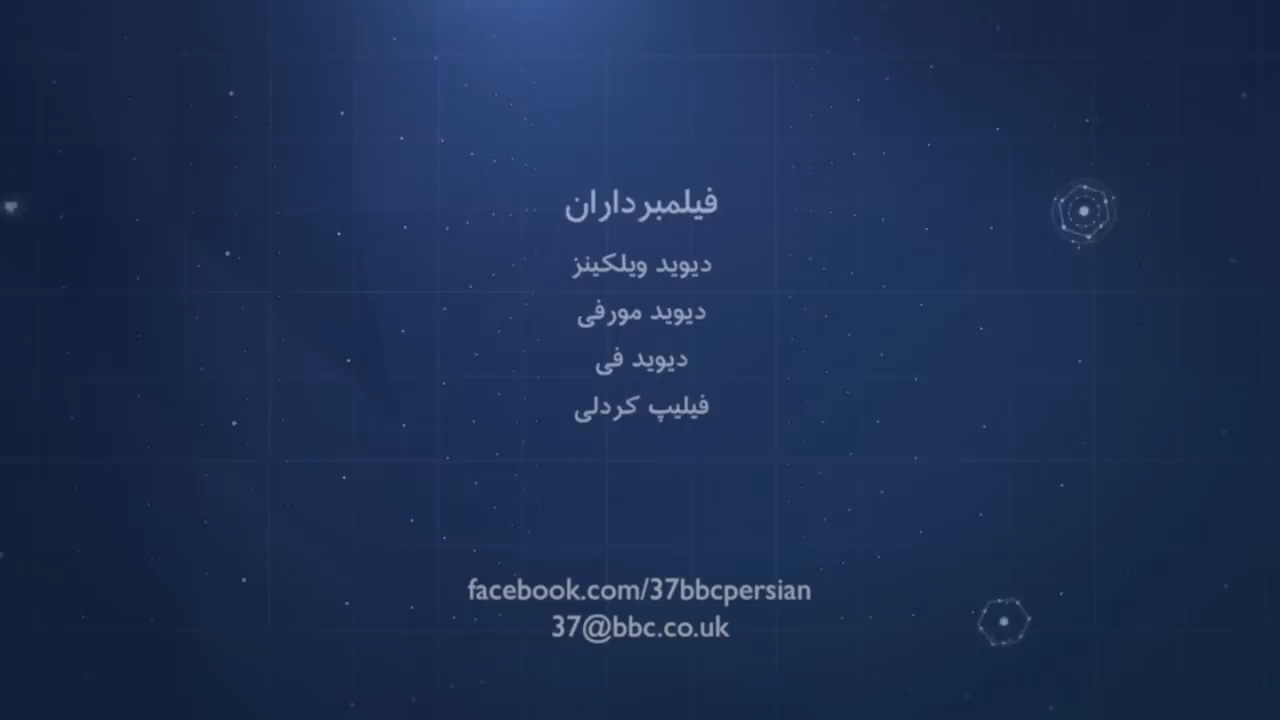 فیلمبرداران
دیوید ویلکینز
دیوید مورفی
دیوید فی
فیلیپ کردلی
facebook.com/37bbcpersian
37@bbc.co.uk